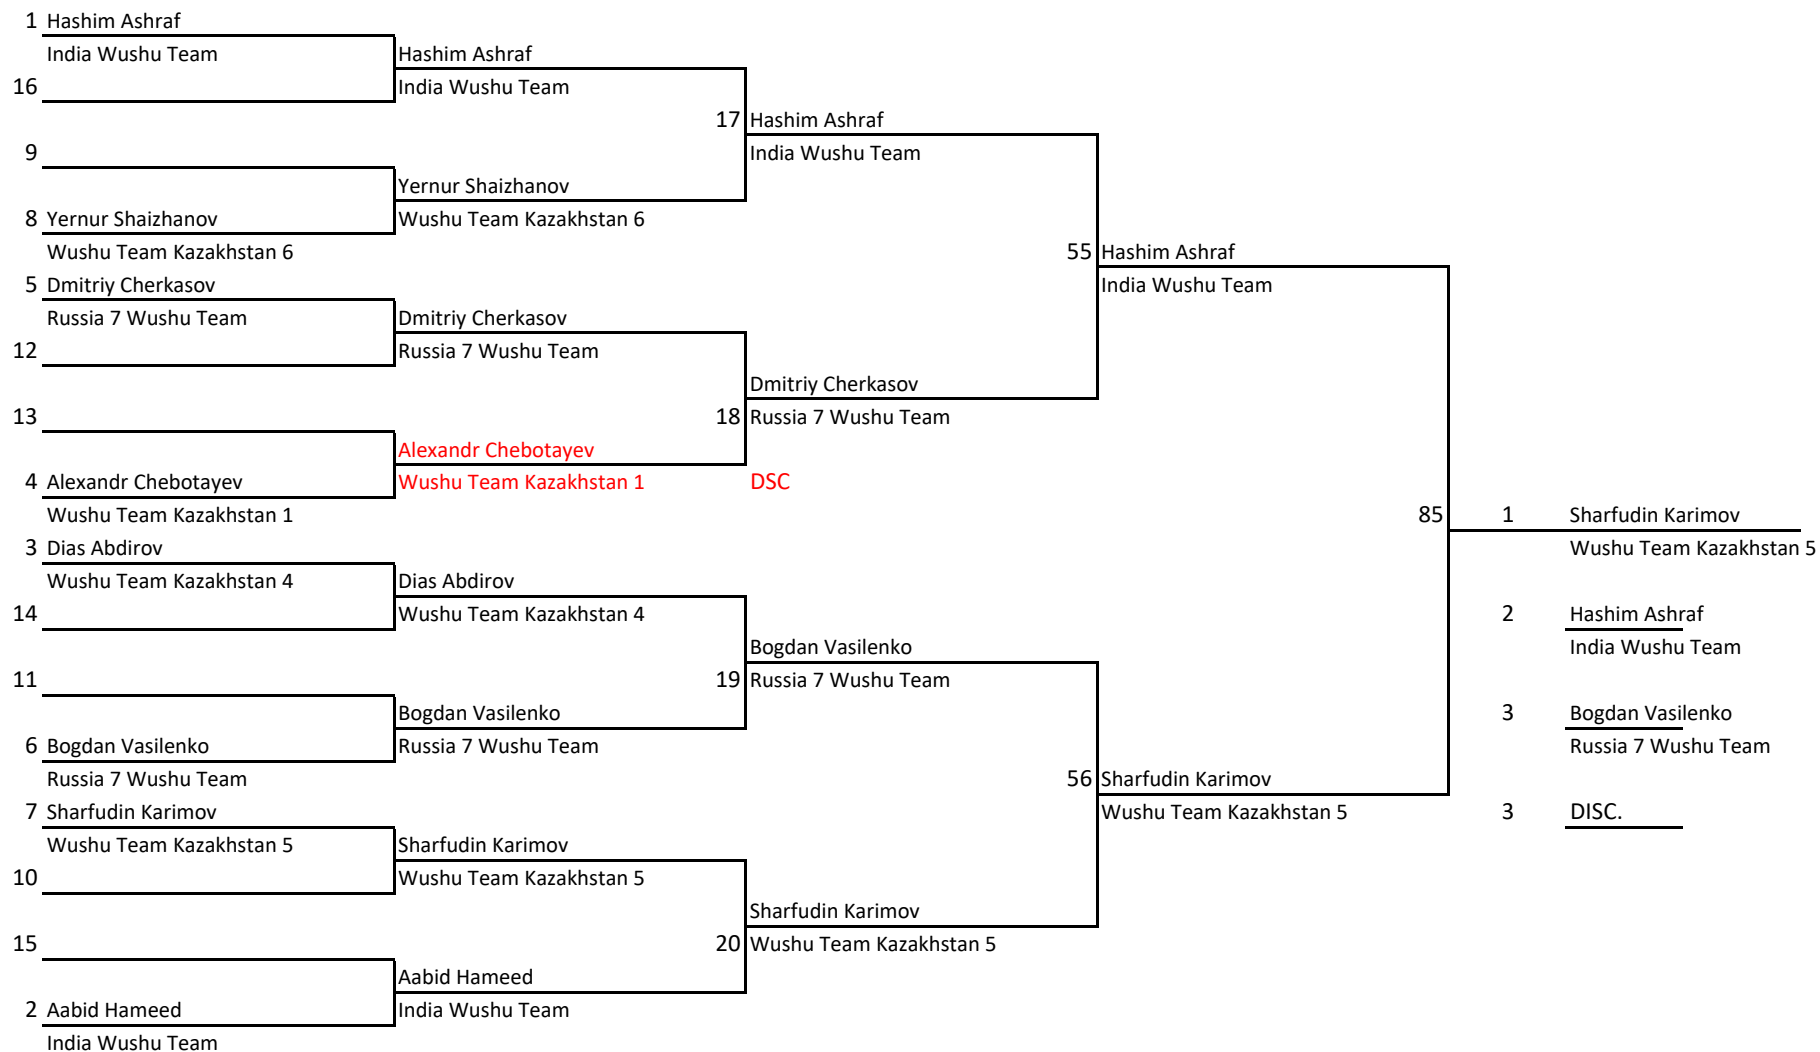 1 Hashim Ashraf
India Wushu Team
Hashim Ashraf
16
India Wushu Team
17 Hashim Ashraf
9
India Wushu Team
Yernur Shaizhanov
8 Yernur Shaizhanov
Wushu Team Kazakhstan 6
Wushu Team Kazakhstan 6
55 Hashim Ashraf
5 Dmitriy Cherkasov
India Wushu Team
Russia 7 Wushu Team
Dmitriy Cherkasov
12
Russia 7 Wushu Team
Dmitriy Cherkasov
13
18 Russia 7 Wushu Team
Alexandr Chebotayev
4 Alexandr Chebotayev
Wushu Team Kazakhstan 1
DSC
Wushu Team Kazakhstan 1
85
1 Sharfudin Karimov
3 Dias Abdirov
Wushu Team Kazakhstan 5
Wushu Team Kazakhstan 4
Dias Abdirov
14
Wushu Team Kazakhstan 4
2 Hashim Ashraf
Bogdan Vasilenko
India Wushu Team
11
19 Russia 7 Wushu Team
Bogdan Vasilenko
3 Bogdan Vasilenko
6 Bogdan Vasilenko
Russia 7 Wushu Team
Russia 7 Wushu Team
Russia 7 Wushu Team
56 Sharfudin Karimov
7 Sharfudin Karimov
Wushu Team Kazakhstan 5
3 DISC.
Wushu Team Kazakhstan 5
Sharfudin Karimov
10
Wushu Team Kazakhstan 5
Sharfudin Karimov
15
20 Wushu Team Kazakhstan 5
Aabid Hameed
2 Aabid Hameed
India Wushu Team
India Wushu Team